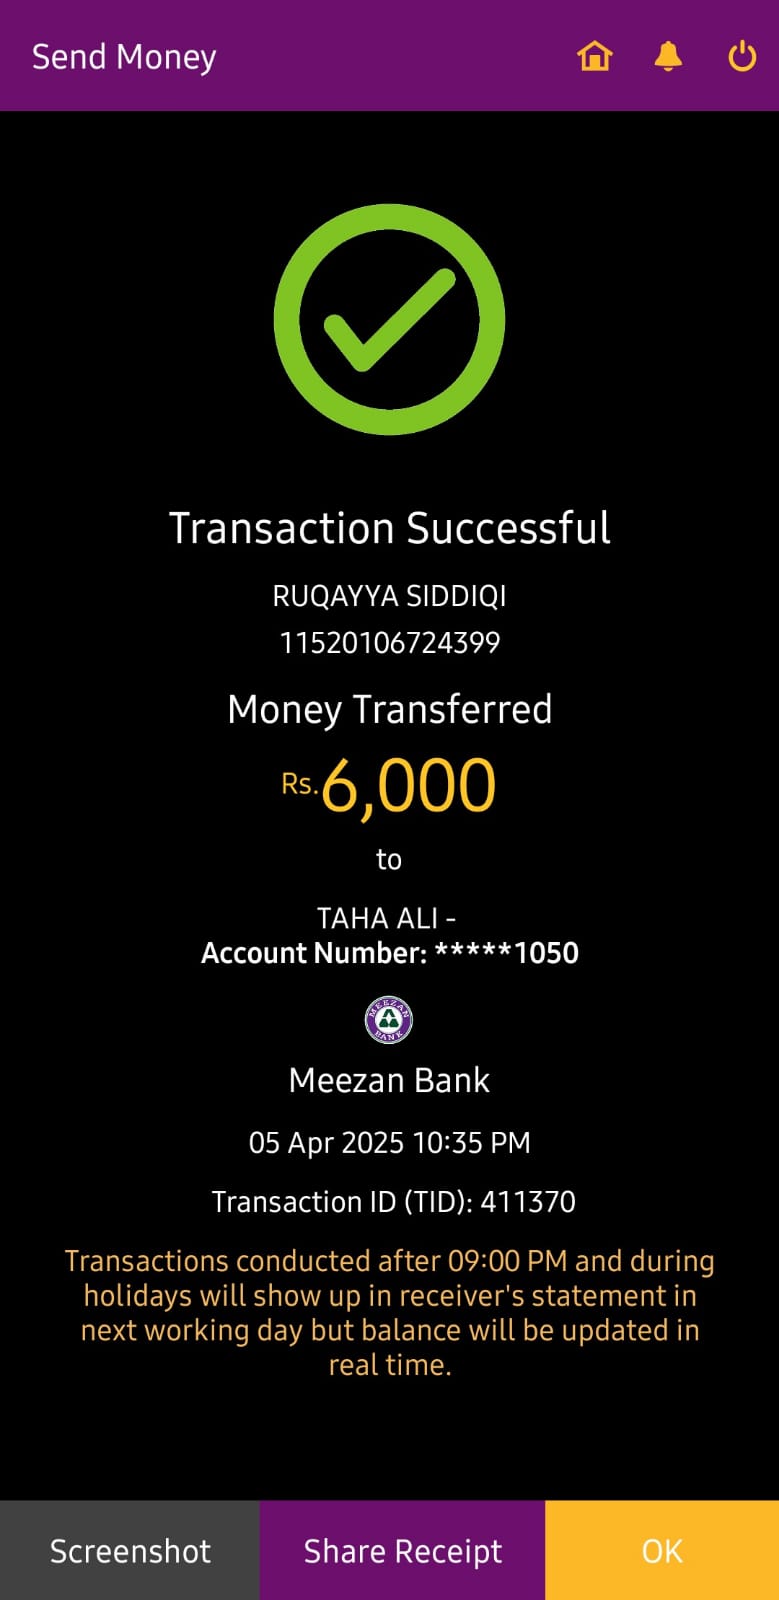 Send Money
Transaction Successful
RUQAYYA SIDDIQI
11520106724399
Money Transferred
Rs.6,000
to
TAHA ALI -
Account Number: *****1050
MEEZAN BANK
Meezan Bank
05 Apr 2025 10:35 PM
Transaction ID (TID): 411370
Transactions conducted after 09:00 PM and during
holidays will show up in receiver's statement in
next working day but balance will be updated in
real time.
Screenshot
Share Receipt
OK